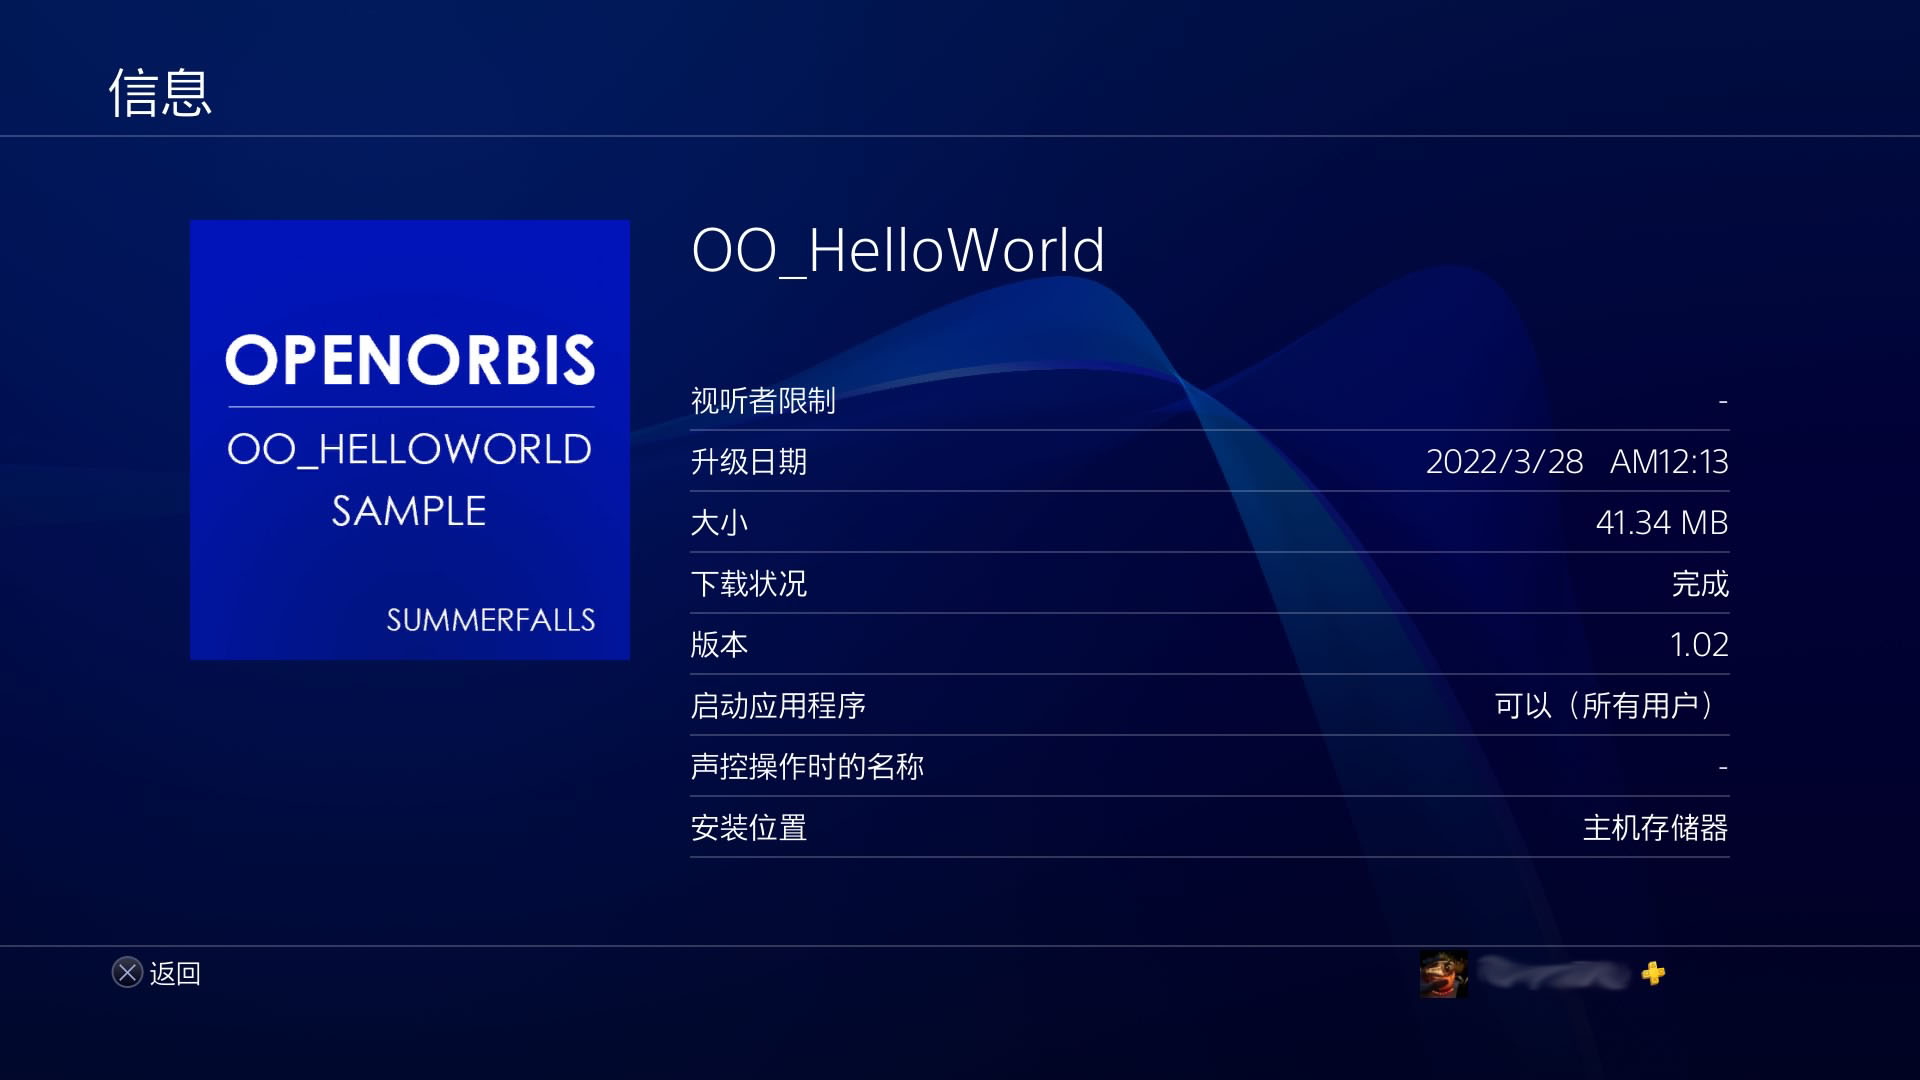 信息
OPENORBIS
OO_HELLOWORLD
SAMPLE
SUMMERFALLS
OO_HelloWorld
视听者限制 -
升级日期 2022/3/28 AM12:13
大小 41.34 MB
下载状况 完成
版本 1.02
启动应用程序 可以（所有用户）
声控操作时的名称 -
安装位置 主机存储器
返回